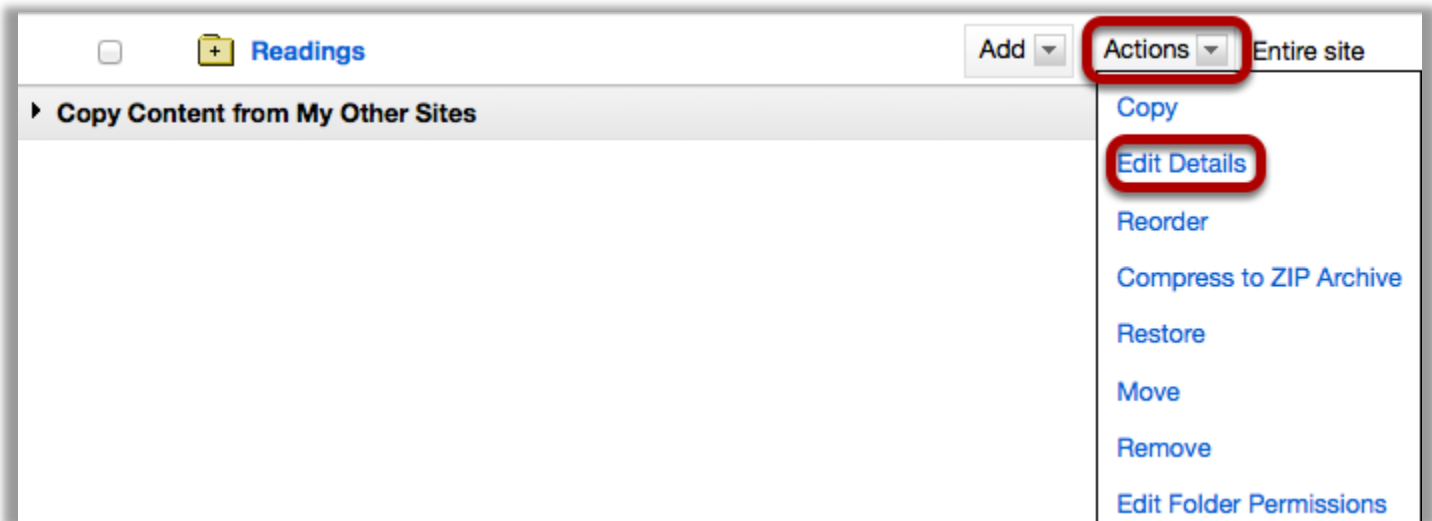 Readings Add Actions Entire site
Copy Content from My Other Sites
Copy
Edit Details
Reorder
Compress to ZIP Archive
Restore
Move
Remove
Edit Folder Permissions